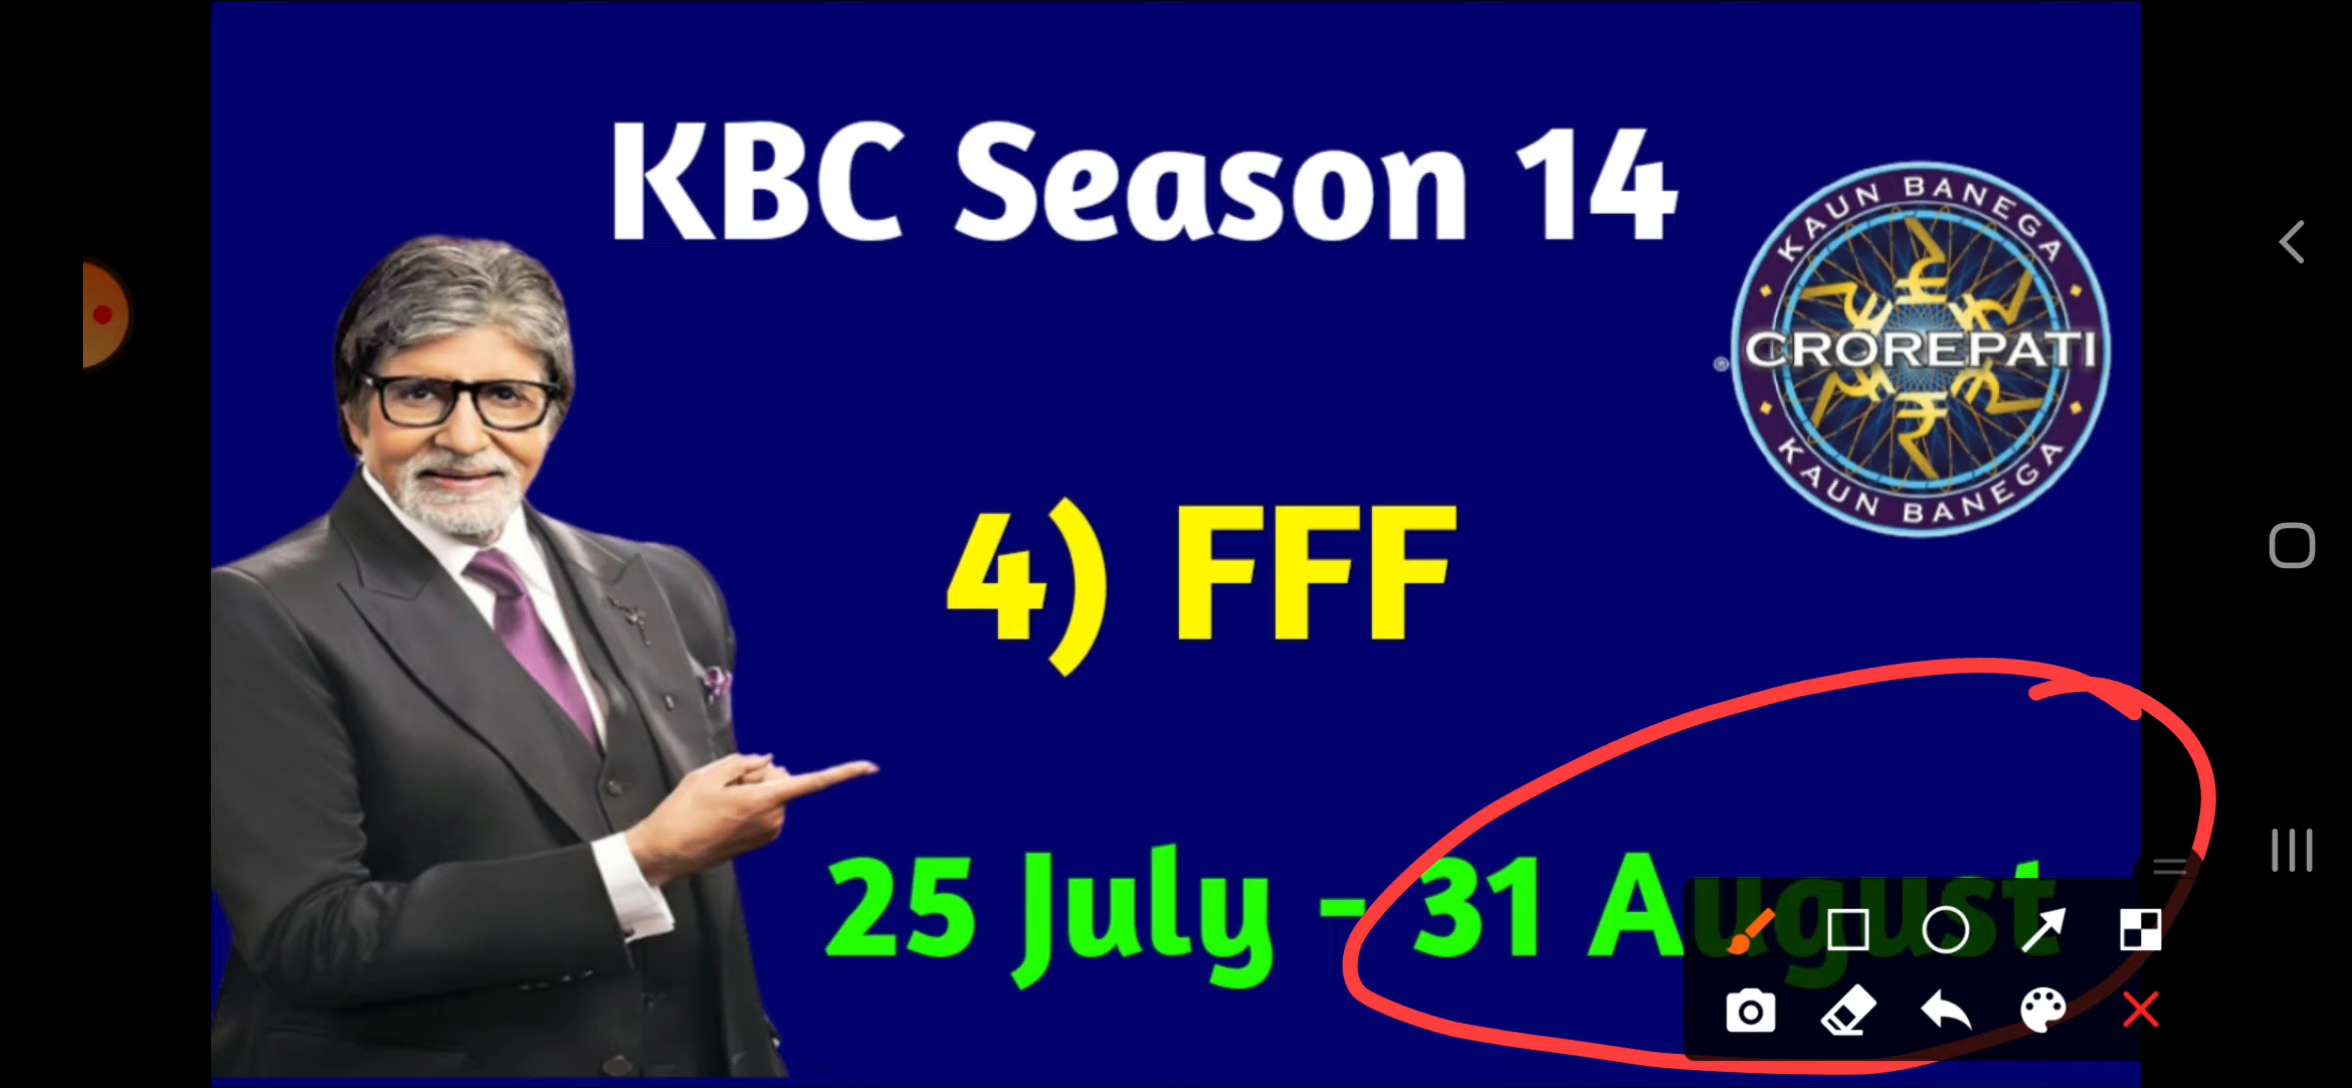 KBC Season 14
KAUN BANEGA
CROREPATI
KAUN BANEGA
4) FFF
25 July - 31 August